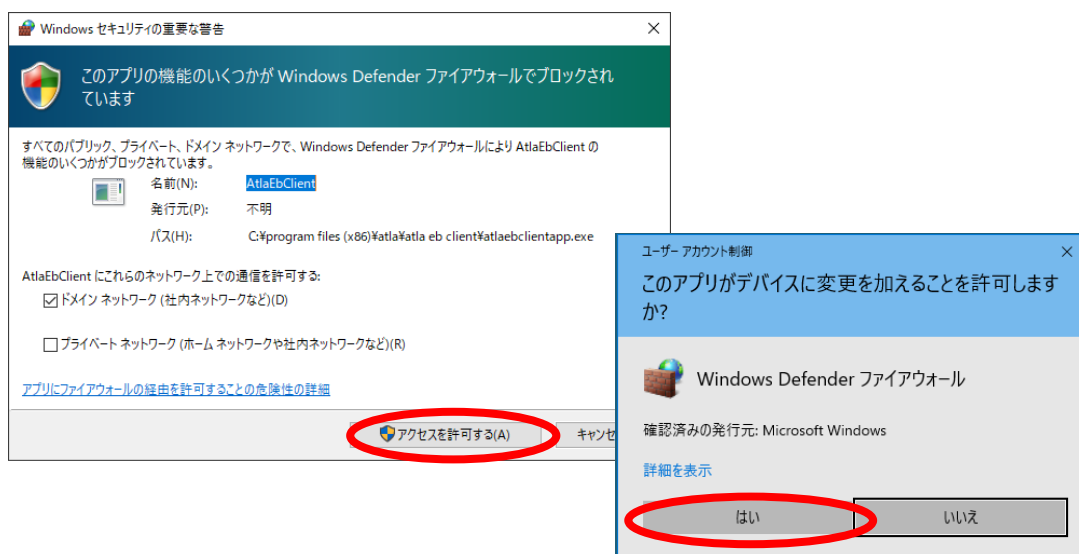 Windows セキュリティの重要な警告
このアプリの機能のいくつかが Windows Defender ファイアウォールでブロックされ
ています
すべてのパブリック、プライベート、ドメイン ネットワークで、Windows Defender ファイアウォールにより AtlaEbClient の
機能のいくつかがブロックされています。
名前(N): AtlaEbClient
発行元(P): 不明
パス(H): C:¥program files (x86)¥atla¥atla eb client¥atlaebclientapp.exe
AtlaEbClient にこれらのネットワーク上での通信を許可する:
ドメイン ネットワーク (社内ネットワークなど)(D)
プライベート ネットワーク (ホーム ネットワークや社内ネットワークなど)(R)
アプリにファイアウォールの経由を許可することの危険性の詳細
アクセスを許可する(A) キャンセ
ユーザー アカウント制御
このアプリがデバイスに変更を加えることを許可します
か?
Windows Defender ファイアウォール
確認済みの発行元: Microsoft Windows
詳細を表示
はい いいえ